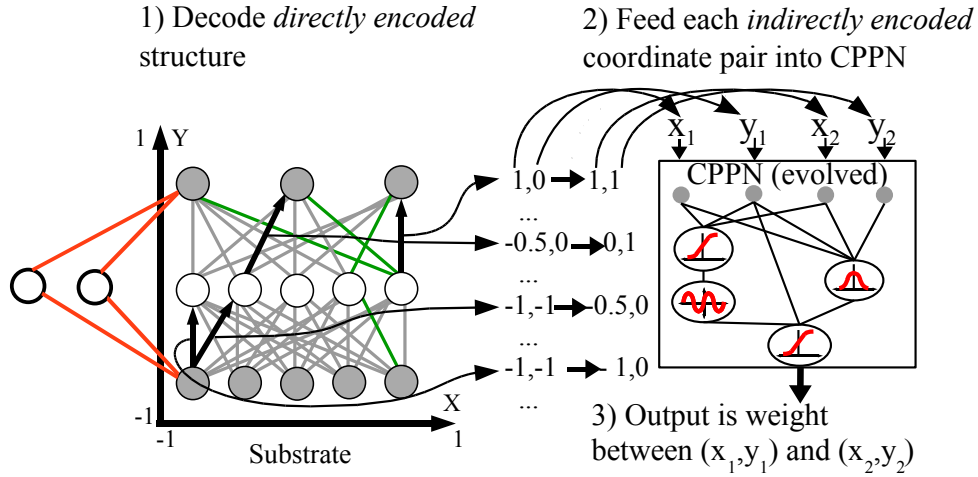 1) Decode directly encoded
structure
2) Feed each indirectly encoded
coordinate pair into CPPN
1 Y
x₁ y₁ x₂ y₂
CPPN (evolved)
1,0 1,1
...
-0.5,0 0,1
...
-1,-1 -0.5,0
...
-1,-1 - 1,0
...
-1
-1 X 1
Substrate
3) Output is weight
between (x₁,y₁) and (x₂,y₂)